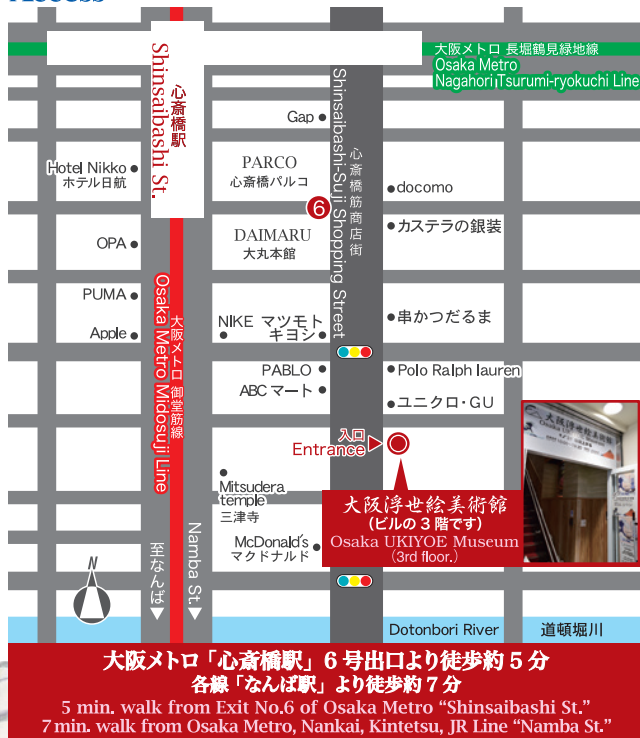 Access
大阪メトロ 長堀鶴見緑地線
Osaka Metro
Nagahori Tsurumi-ryokuchi Line
心斎橋駅
Shinsaibashi St.
Shinsaibashi-Suji Shopping Street
心斎橋筋商店街
Gap
Hotel Nikko
ホテル日航
PARCO
心斎橋パルコ
docomo
6
カステラの銀装
OPA
DAIMARU
大丸本館
PUMA
Apple
NIKE
マツモト
キヨシ
串かつだるま
Osaka Metro Midosuji Line
大阪メトロ 御堂筋線
PABLO
Polo Ralph lauren
ABC マート
ユニクロ・GU
入口
Entrance
大阪浮世絵美術館
Mitsudera
temple
三津寺
大阪浮世絵美術館
(ビルの 3 階です)
Osaka UKIYOE Museum
(3rd floor.)
McDonald's
マクドナルド
至なんば
Namba St.
N
Dotonbori River
道頓堀川
大阪メトロ「心斎橋駅」6 号出口より徒歩約 5 分
各線「なんば駅」より徒歩約 7 分
5 min. walk from Exit No.6 of Osaka Metro “Shinsaibashi St.”
7 min. walk from Osaka Metro, Nankai, Kintetsu, JR Line “Namba St.”